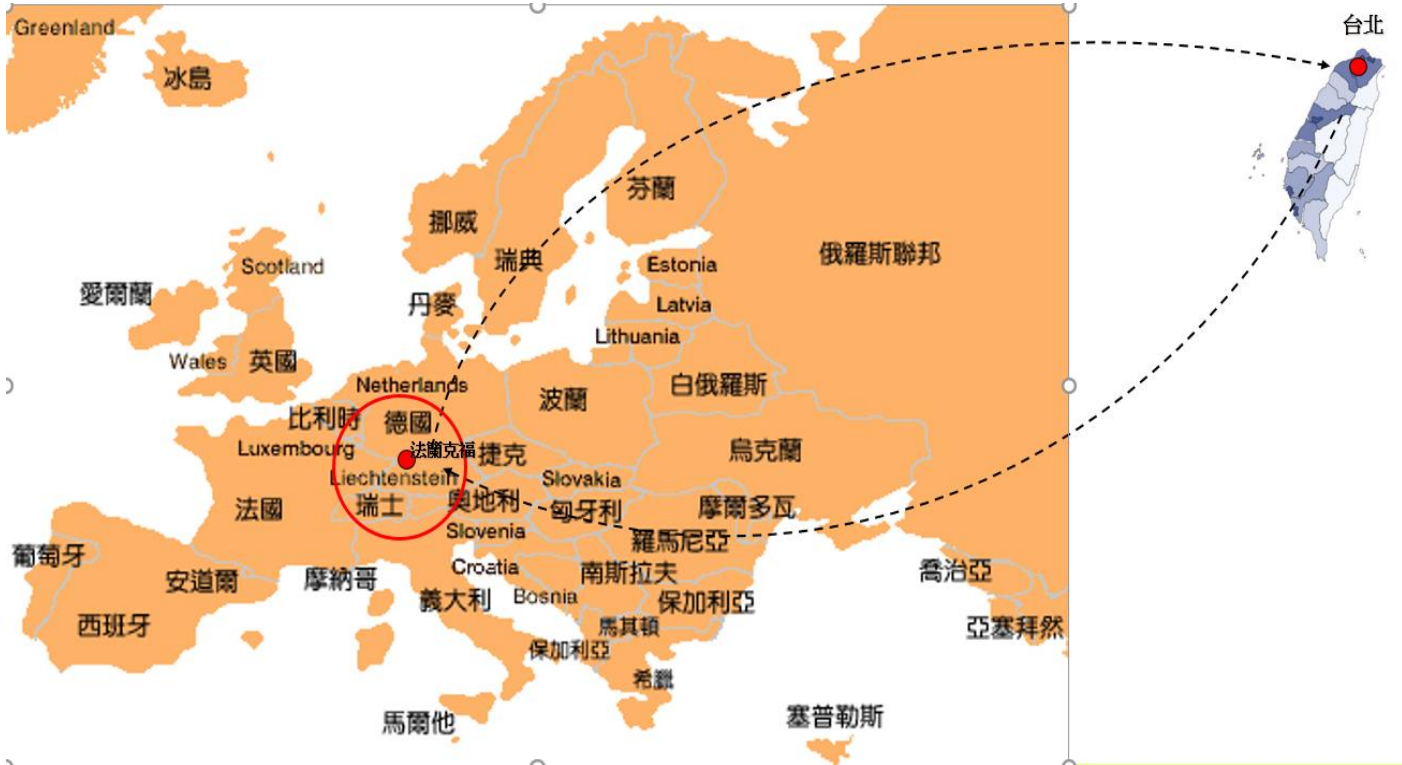 Greenland
台北
冰島
芬蘭
挪威
俄羅斯聯邦
瑞典
Scotland
Estonia
愛爾蘭
丹麥
Latvia
Lithuania
Wales
英國
Netherlands
白俄羅斯
波蘭
比利時
德國
Luxembourg
法蘭克福
捷克
烏克蘭
Liechtenstein
Slovakia
法國
瑞士
奧地利
匈牙利
摩爾多瓦
Slovenia
羅馬尼亞
葡萄牙
Croatia
喬治亞
安道爾
摩納哥
南斯拉夫
義大利
Bosnia
保加利亞
西班牙
馬其頓
亞塞拜然
保加利亞
希臘
馬爾他
塞普勒斯